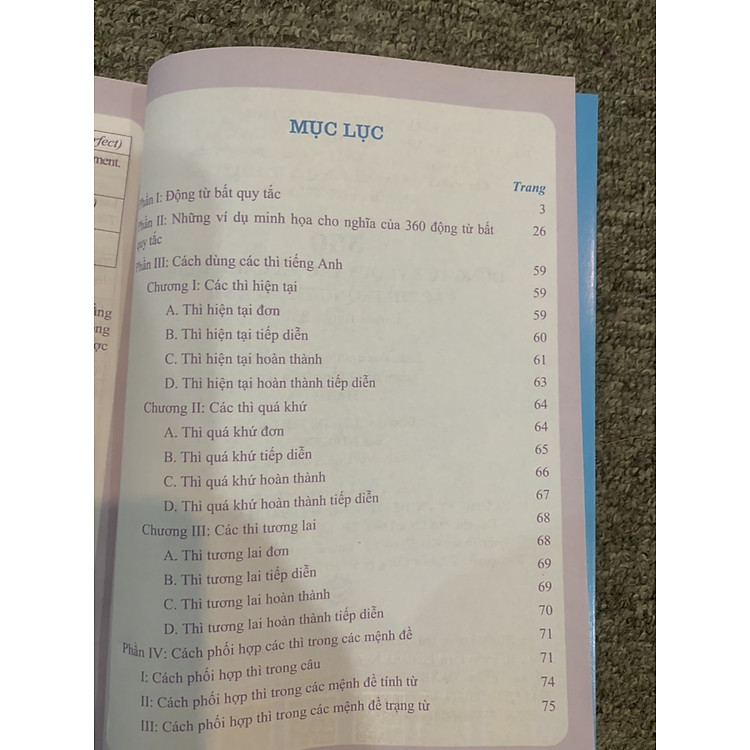 fect)
ment.
MỤC LỤC
Trang
Phần I: Động từ bất quy tắc 3
Phần II: Những ví dụ minh họa cho nghĩa của 360 động từ bất 26
quy tắc
Phần III: Cách dùng các thì tiếng Anh 59
Chương I: Các thì hiện tại 59
A. Thì hiện tại đơn 59
B. Thì hiện tại tiếp diễn 60
C. Thì hiện tại hoàn thành 61
D. Thì hiện tại hoàn thành tiếp diễn 63
Chương II: Các thì quá khứ 64
A. Thì quá khứ đơn 64
B. Thì quá khứ tiếp diễn 65
C. Thì quá khứ hoàn thành 66
D. Thì quá khứ hoàn thành tiếp diễn 67
Chương III: Các thì tương lai 68
A. Thì tương lai đơn 68
B. Thì tương lai tiếp diễn 69
C. Thì tương lai hoàn thành 69
D. Thì tương lai hoàn thành tiếp diễn 70
Phần IV: Cách phối hợp các thì trong các mệnh đề 71
I: Cách phối hợp thì trong câu 71
II: Cách phối hợp thì trong các mệnh đề tính từ 74
III: Cách phối hợp thì trong các mệnh đề trạng từ 75